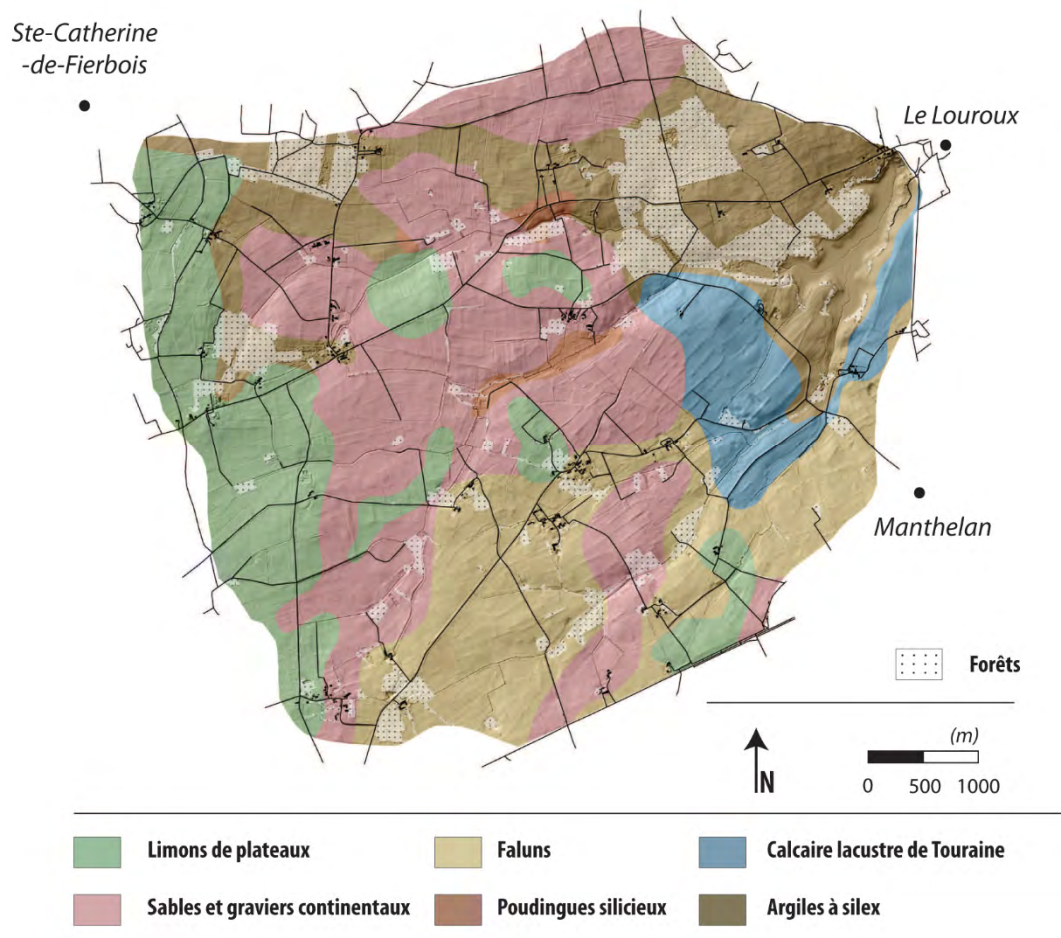 Ste-Catherine
-de-Fierbois
Le Louroux
Manthelan
Forêts
N
(m)
0 500 1000
Limons de plateaux
Faluns
Calcaire lacustre de Touraine
Sables et graviers continentaux
Poudingues silicieux
Argiles à silex